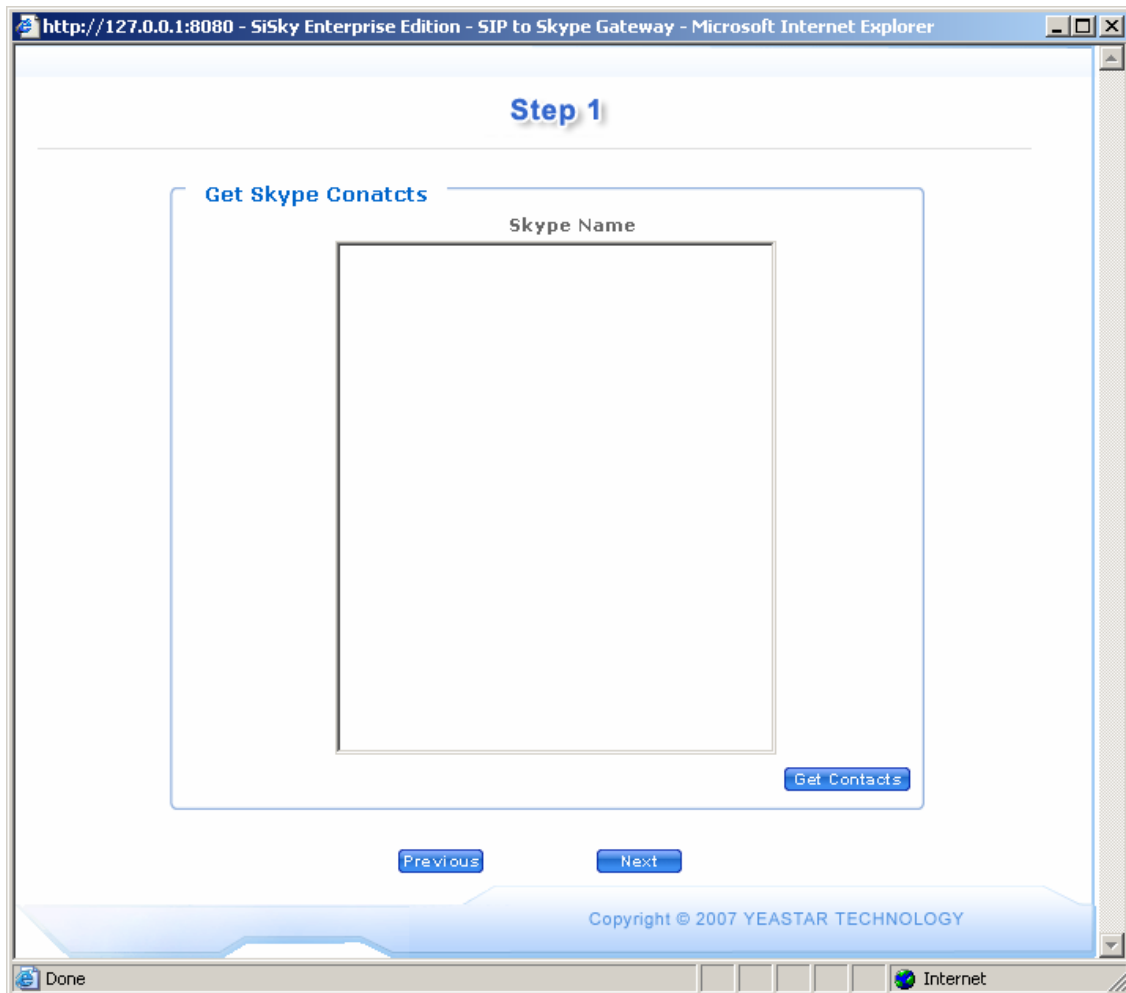 http://127.0.0.1:8080 - SiSky Enterprise Edition - SIP to Skype Gateway - Microsoft Internet Explorer
Step 1
Get Skype Conatcts
Skype Name
Get Contacts
Previous
Next
Copyright © 2007 YEASTAR TECHNOLOGY
Done
Internet